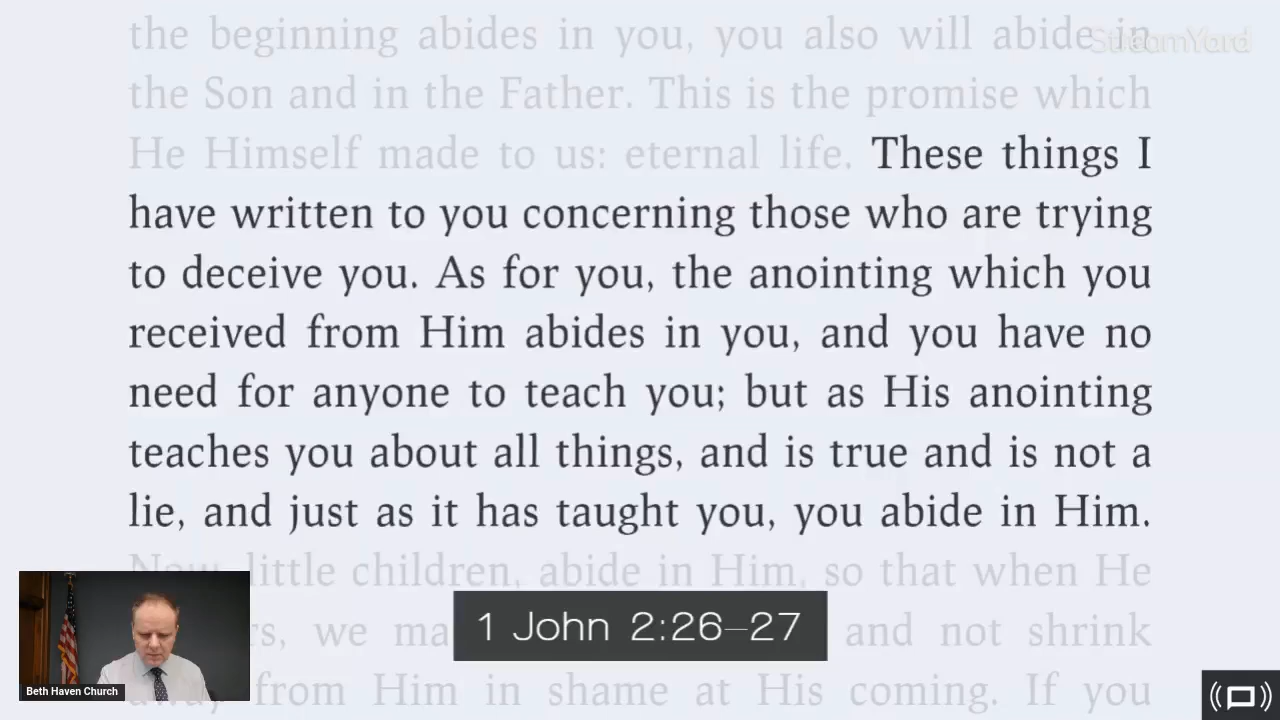 the beginning abides in you, you also will abide in
StreamYard
the Son and in the Father. This is the promise which
He Himself made to us: eternal life. These things I
have written to you concerning those who are trying
to deceive you. As for you, the anointing which you
received from Him abides in you, and you have no
need for anyone to teach you; but as His anointing
teaches you about all things, and is true and is not a
lie, and just as it has taught you, you abide in Him.
Now, little children, abide in Him, so that when He
rs, we ma and not shrink
1 John 2:26–27
away from Him in shame at His coming. If you
Beth Haven Church